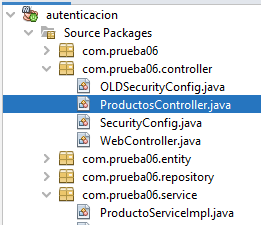 autenticacion
Source Packages
com.prueba06
com.prueba06.controller
OLDSecurityConfig.java
ProductosController.java
SecurityConfig.java
WebController.java
com.prueba06.entity
com.prueba06.repository
com.prueba06.service
ProductoServiceImpl.java